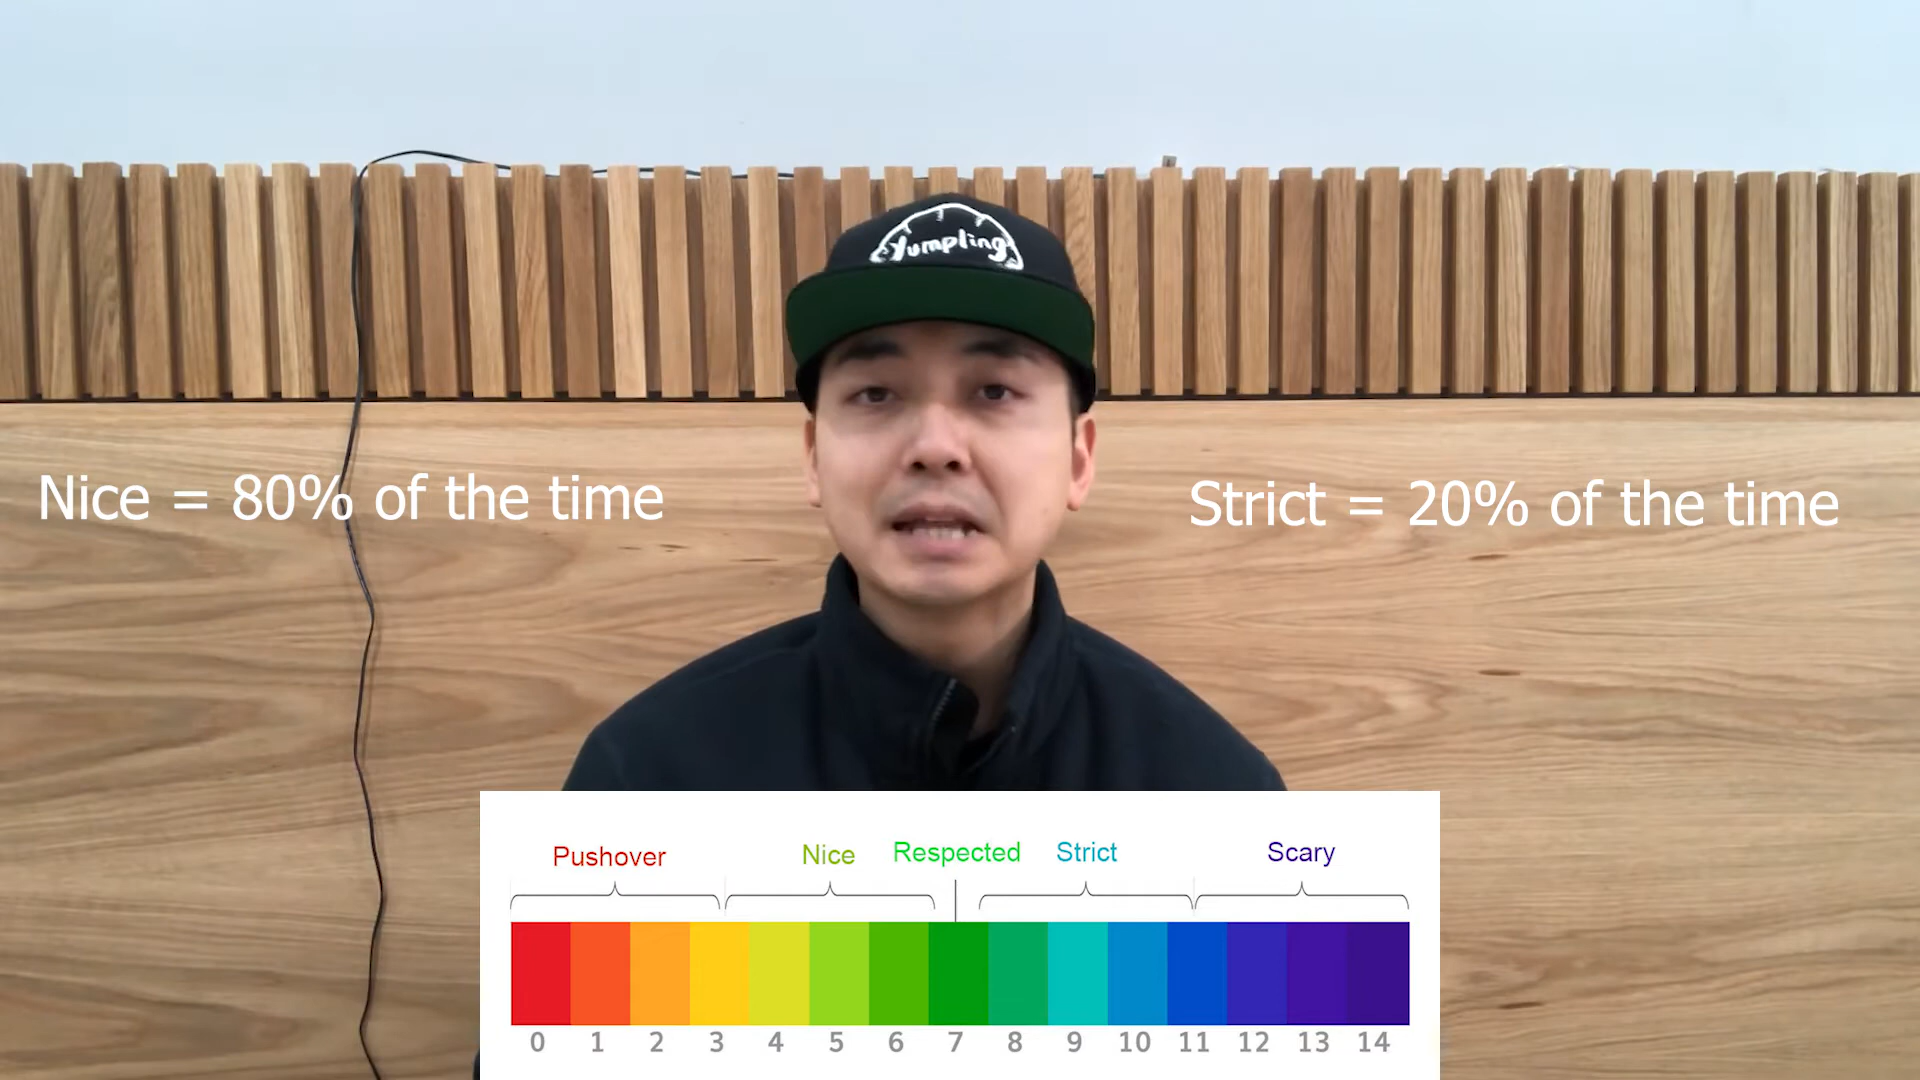 Yumpling
Nice = 80% of the time
Strict = 20% of the time
Pushover Nice Respected Strict Scary
0 1 2 3 4 5 6 7 8 9 10 11 12 13 14